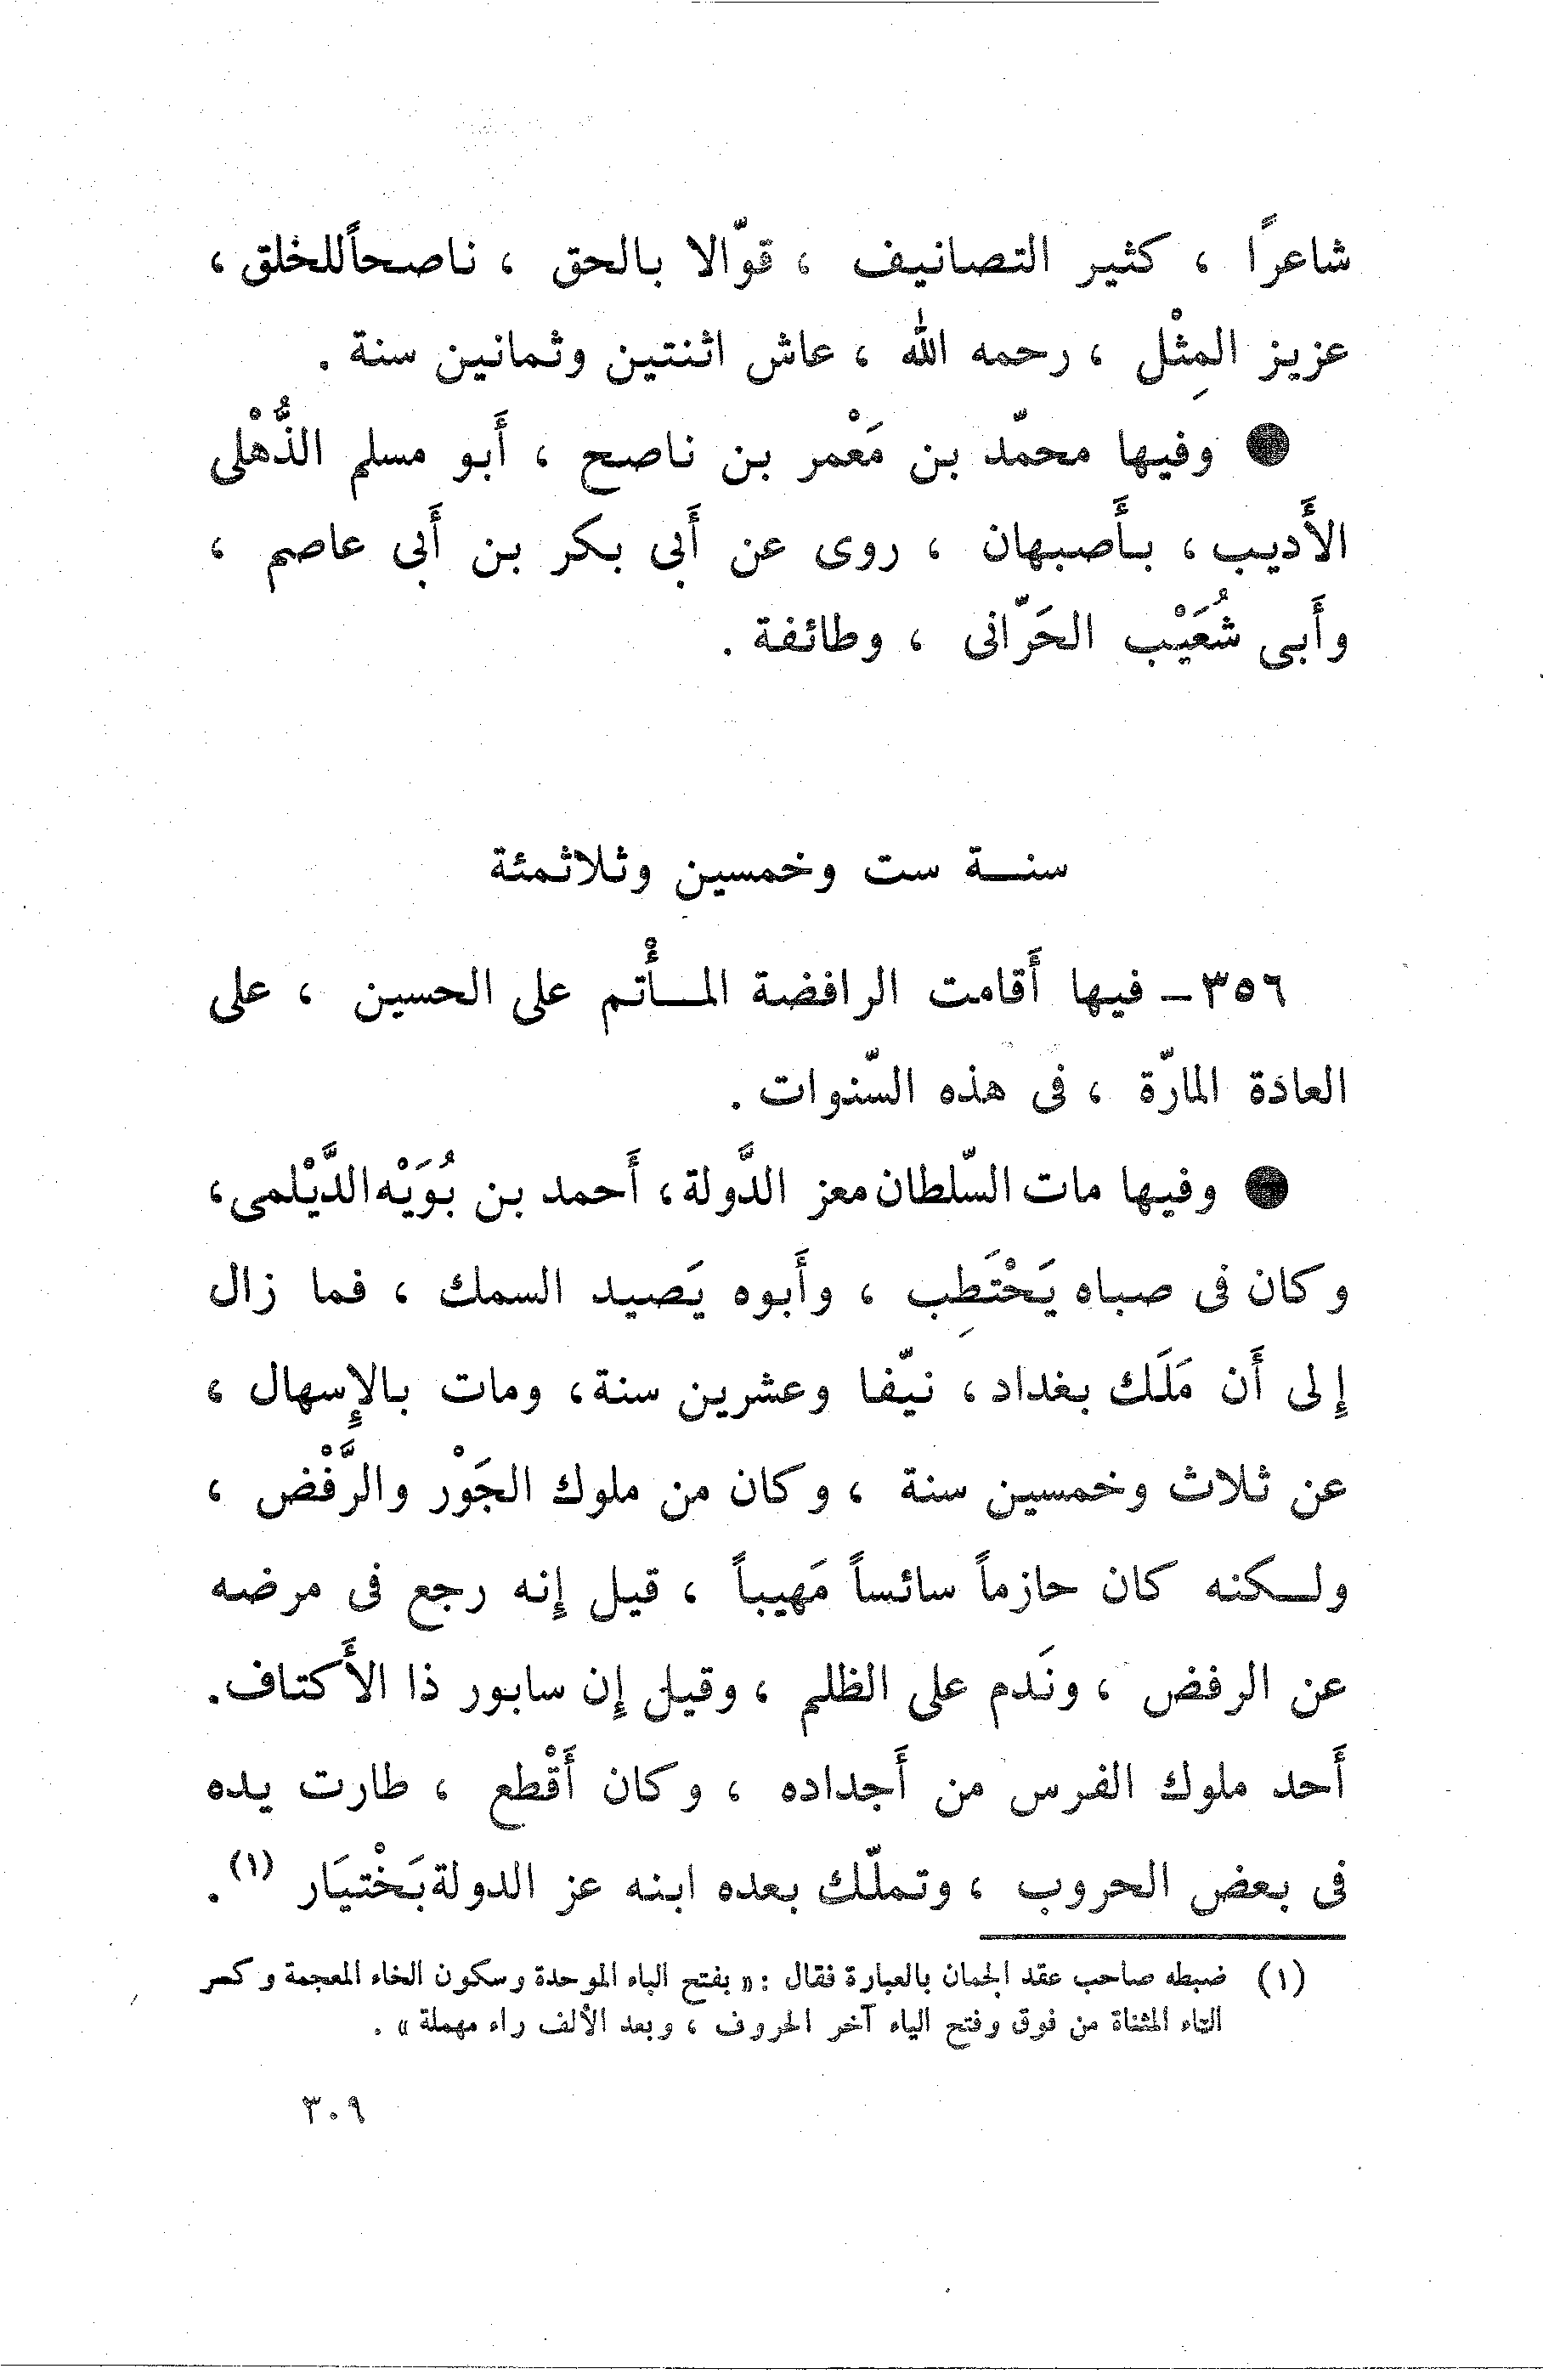 شاعرًا ، كثير التصانيف ، قوّالا بالحق ، ناصحاً للخلق ،
عزيز المِثْل ، رحمه الله ، عاش اثنتين وثمانين سنة .
● وفيها محمّد بن مَعْمر بن ناصح ، أَبو مسلم الذُّهْلى
الأَديب ، بأَصبهان ، روى عن أَبى بكر بن أَبى عاصم ،
وأَبى شُعَيْب الحَرّانى ، وطائفة .
سنة ست وخمسين وثلاثمئة
٣٥٦ - فيها أَقامت الرافضة المأْتم على الحسين ، على
العادة المارّة ، فى هذه السّنوات .
● وفيها مات السّلطان معز الدَّولة ، أَحمد بن بُوَيْه الدَّيْلمى ،
وكان فى صباه يَحْتَطِب ، وأَبوه يَصيد السمك ، فما زال
إِلى أَن مَلَك بغداد ، نيّفا وعشرين سنة ، ومات بالإِسهال ،
عن ثلاث وخمسين سنة ، وكان من ملوك الجَوْر والرَّفْض ،
ولكنه كان حازماً سائساً مَهيباً ، قيل إِنه رجع فى مرضه
عن الرفض ، ونَدم على الظلم ، وقيل إِن سابور ذا الأَكتاف .
أَحد ملوك الفرس من أَجداده ، وكان أَقْطع ، طارت يده
فى بعض الحروب ، وتملّك بعده ابنه عز الدولة بَخْتيَار (١) .
(١) ضبطه صاحب عقد الجمان بالعبارة فقال : « بفتح الباء الموحدة وسكون الخاء المعجمة وكسر
التاء المثناة من فوق وفتح الياء آخر الحروف ، وبعد الألف راء مهملة » .
٣٠٩